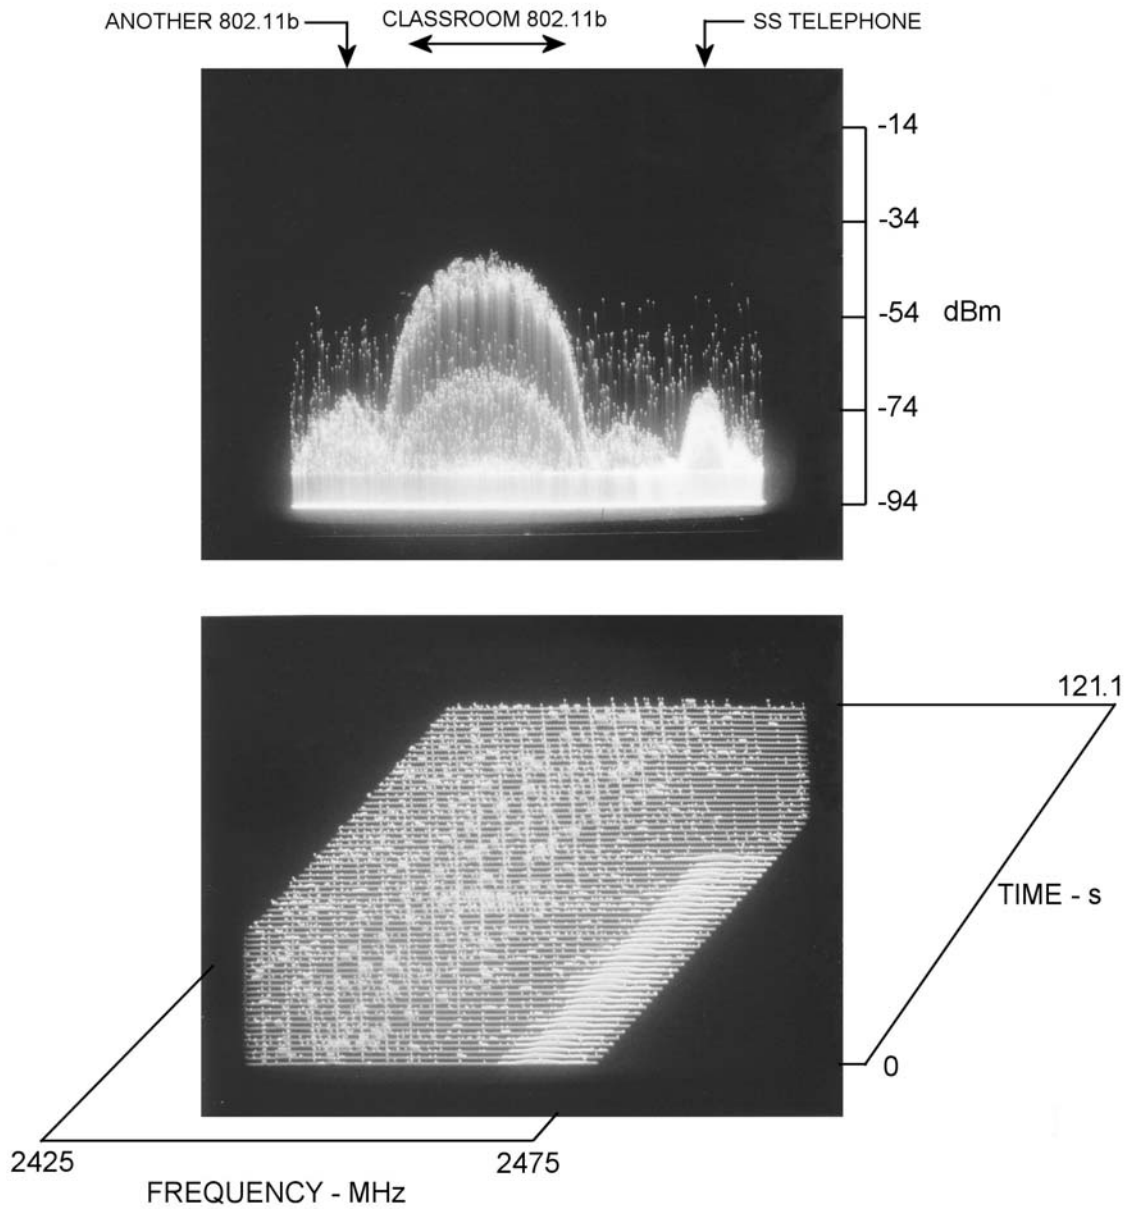 ANOTHER 802.11b
CLASSROOM 802.11b
SS TELEPHONE
-14
-34
-54 dBm
-74
-94
121.1
TIME - s
0
2425
2475
FREQUENCY - MHz